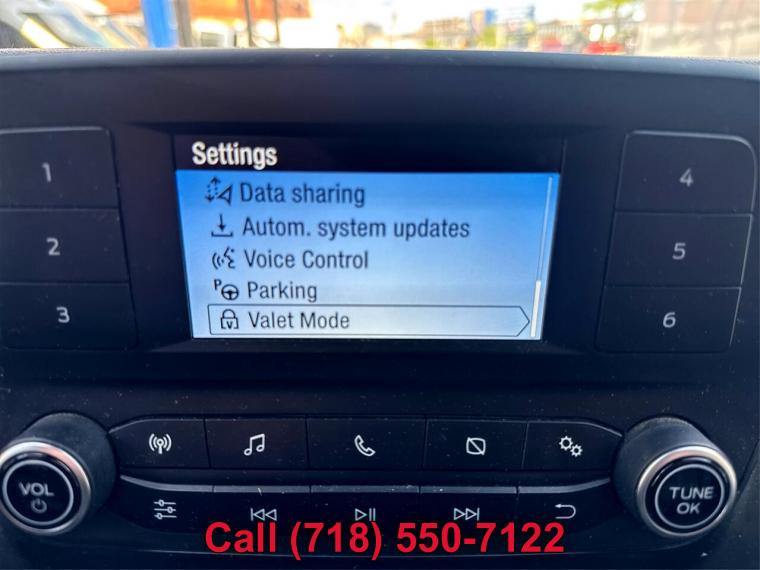 Settings
1
Data sharing
4
2
Autom. system updates
5
Voice Control
3
P Parking
6
V Valet Mode
VOL
TUNE
OK
Call (718) 550-7122